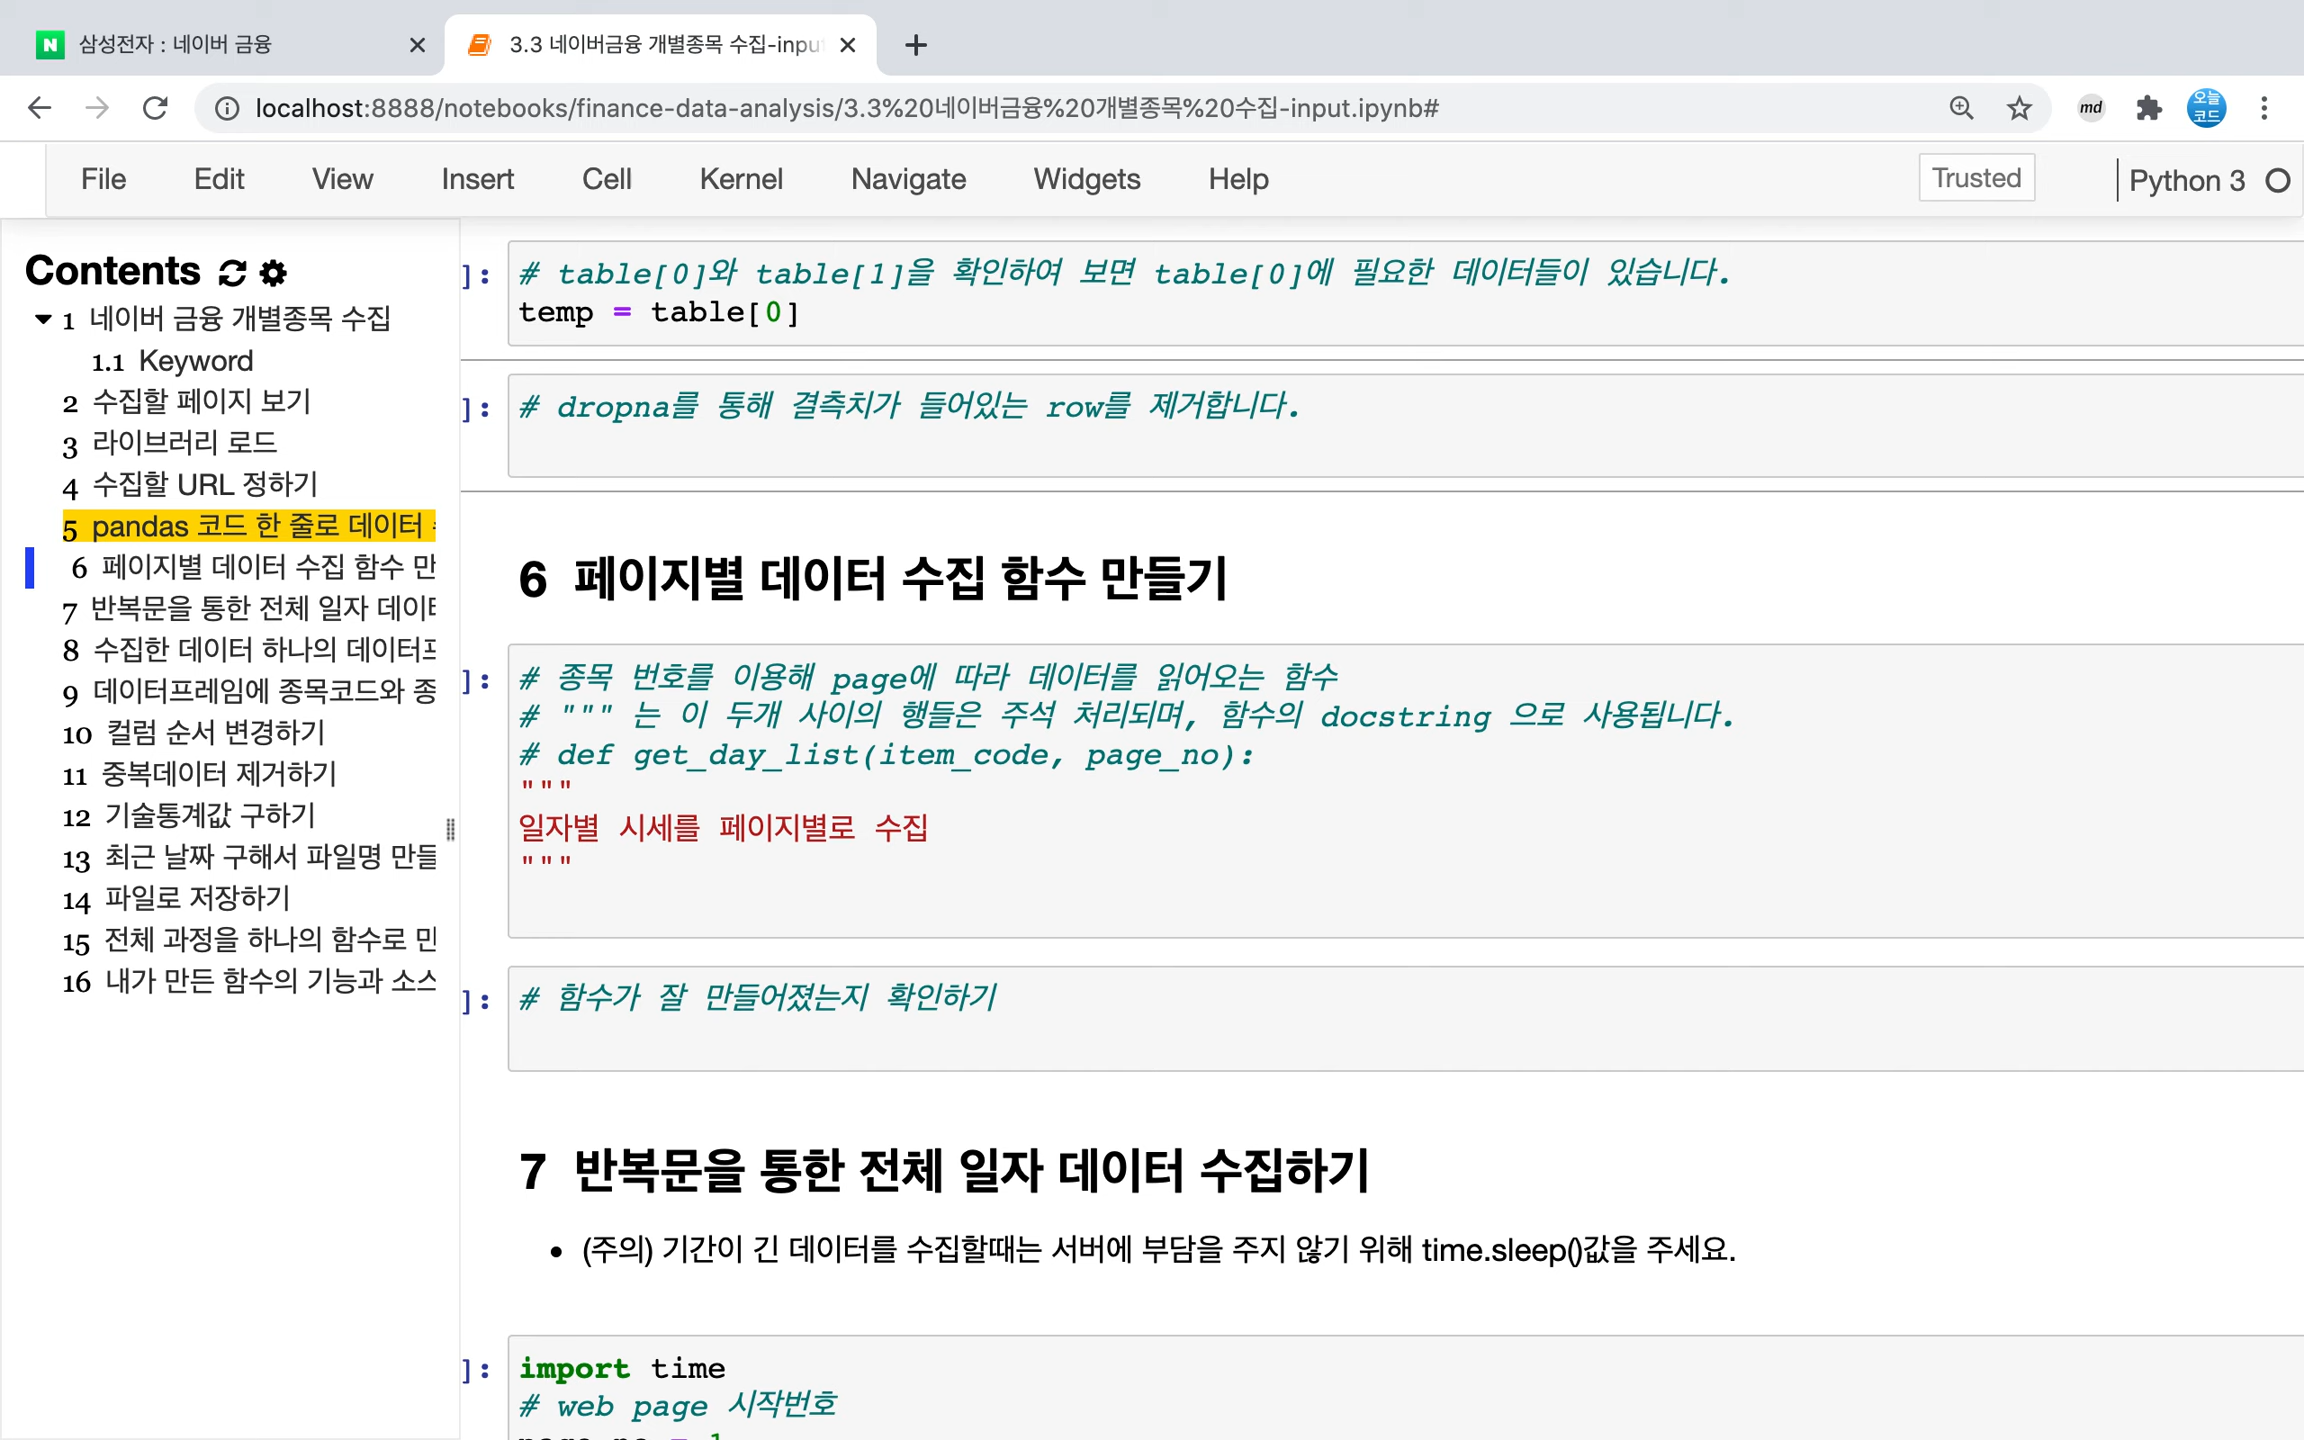 삼성전자 : 네이버 금융
3.3 네이버금융 개별종목 수집-inpu
localhost:8888/notebooks/finance-data-analysis/3.3%20네이버금융%20개별종목%20수집-input.ipynb#
md
오늘
코드
File Edit View Insert Cell Kernel Navigate Widgets Help Trusted Python 3
Contents
1 네이버 금융 개별종목 수집
1.1 Keyword
2 수집할 페이지 보기
3 라이브러리 로드
4 수집할 URL 정하기
5 pandas 코드 한 줄로 데이터
6 페이지별 데이터 수집 함수 만
7 반복문을 통한 전체 일자 데이터
8 수집한 데이터 하나의 데이터프
9 데이터프레임에 종목코드와 종
10 컬럼 순서 변경하기
11 중복데이터 제거하기
12 기술통계값 구하기
13 최근 날짜 구해서 파일명 만들
14 파일로 저장하기
15 전체 과정을 하나의 함수로 만
16 내가 만든 함수의 기능과 소스
]: # table[0]와 table[1]을 확인하여 보면 table[0]에 필요한 데이터들이 있습니다.
temp = table[0]
]: # dropna를 통해 결측치가 들어있는 row를 제거합니다.
6 페이지별 데이터 수집 함수 만들기
]: # 종목 번호를 이용해 page에 따라 데이터를 읽어오는 함수
# """ 는 이 두개 사이의 행들은 주석 처리되며, 함수의 docstring 으로 사용됩니다.
# def get_day_list(item_code, page_no):
"""
일자별 시세를 페이지별로 수집
"""
]: # 함수가 잘 만들어졌는지 확인하기
7 반복문을 통한 전체 일자 데이터 수집하기
• (주의) 기간이 긴 데이터를 수집할때는 서버에 부담을 주지 않기 위해 time.sleep()값을 주세요.
]: import time
# web page 시작번호
page_no = 1